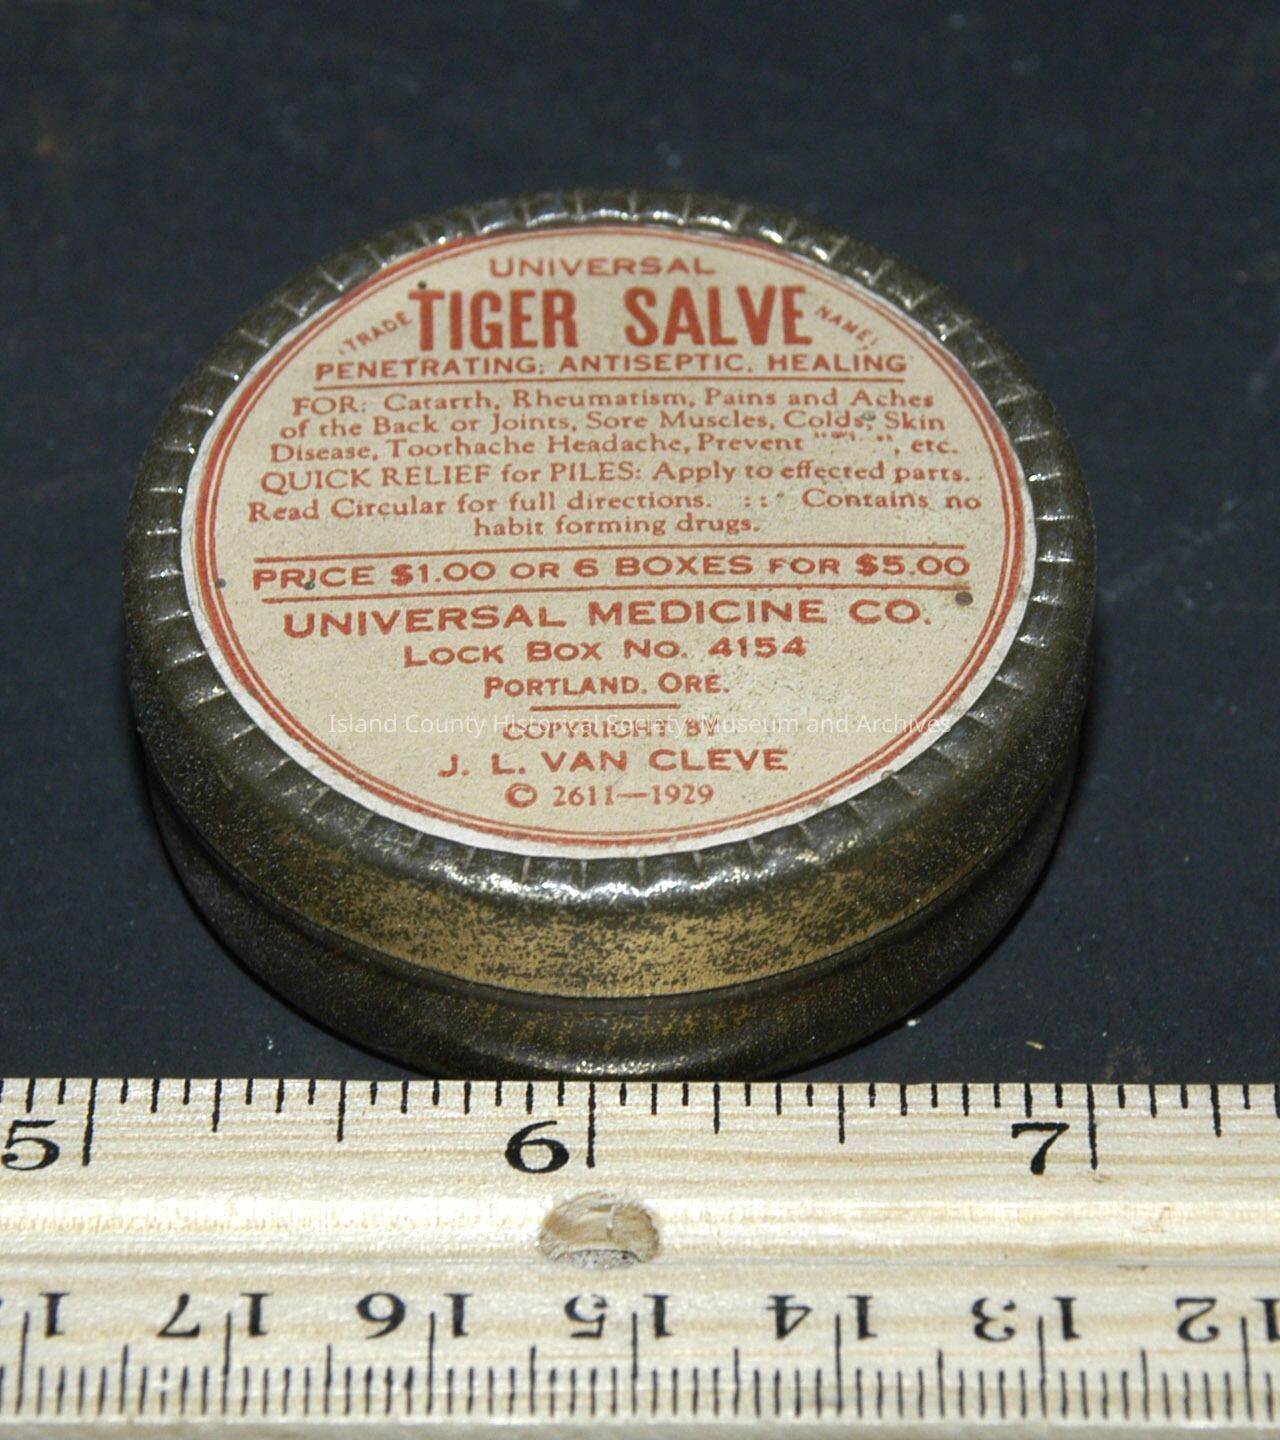 UNIVERSAL
(TRADE TIGER SALVE NAME)
PENETRATING; ANTISEPTIC, HEALING
FOR: Catarrh, Rheumatism, Pains and Aches
of the Back or Joints, Sore Muscles, Colds, Skin
Disease, Toothache Headache, Prevent , etc.
QUICK RELIEF for PILES: Apply to effected parts.
Read Circular for full directions. :: Contains no
habit forming drugs.
PRICE $1.00 OR 6 BOXES FOR $5.00
UNIVERSAL MEDICINE CO.
LOCK BOX NO. 4154
PORTLAND. ORE.
Island County Historical Society Museum and Archives
COPYRIGHT BY
J. L. VAN CLEVE
© 2611—1929
5 6 7
17 16 15 14 13 12